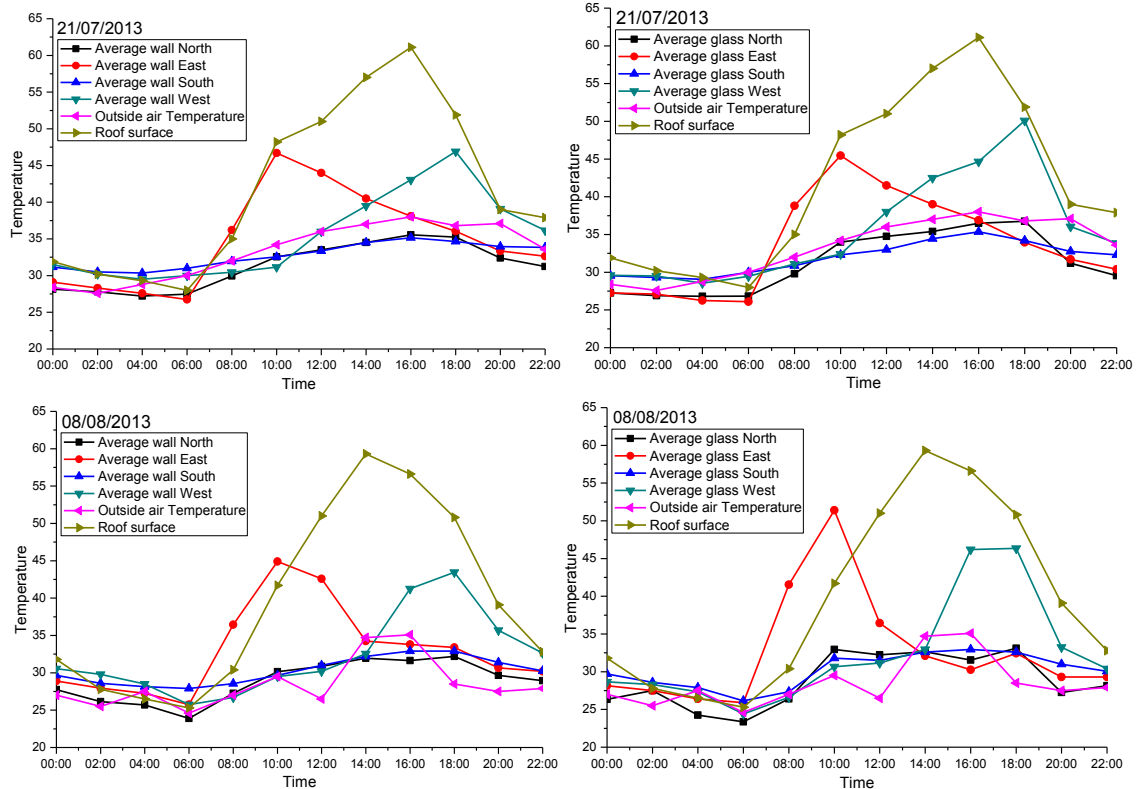 21/07/2013
Average wall North
Average wall East
Average wall South
Average wall West
Outside air Temperature
Roof surface
Temperature
65
60
55
50
45
40
35
30
25
20
00:00 02:00 04:00 06:00 08:00 10:00 12:00 14:00 16:00 18:00 20:00 22:00
Time
21/07/2013
Average glass North
Average glass East
Average glass South
Average glass West
Outside air Temperature
Roof surface
Temperature
65
60
55
50
45
40
35
30
25
20
00:00 02:00 04:00 06:00 08:00 10:00 12:00 14:00 16:00 18:00 20:00 22:00
Time
08/08/2013
Average wall North
Average wall East
Average wall South
Average wall West
Outside air Temperature
Roof surface
Temperature
65
60
55
50
45
40
35
30
25
20
00:00 02:00 04:00 06:00 08:00 10:00 12:00 14:00 16:00 18:00 20:00 22:00
Time
08/08/2013
Average glass North
Average glass East
Average glass South
Average glass West
Outside air Temperature
Roof surface
Temperature
65
60
55
50
45
40
35
30
25
20
00:00 02:00 04:00 06:00 08:00 10:00 12:00 14:00 16:00 18:00 20:00 22:00
Time